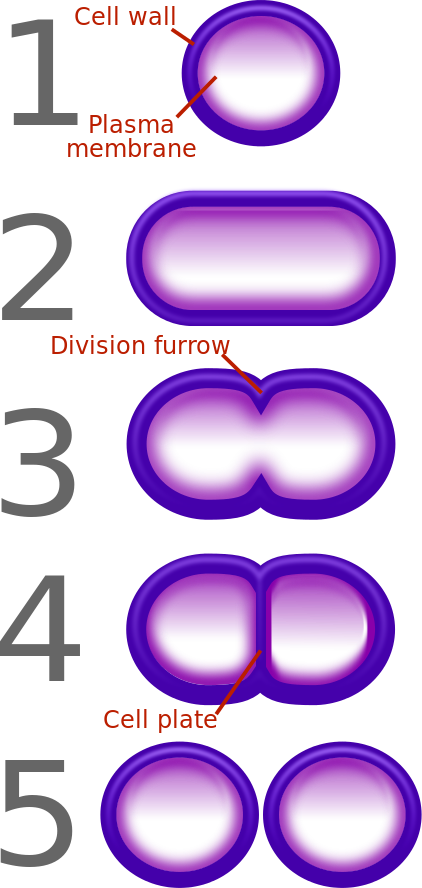 1
Cell wall
Plasma
membrane
2
Division furrow
3
4
Cell plate
5